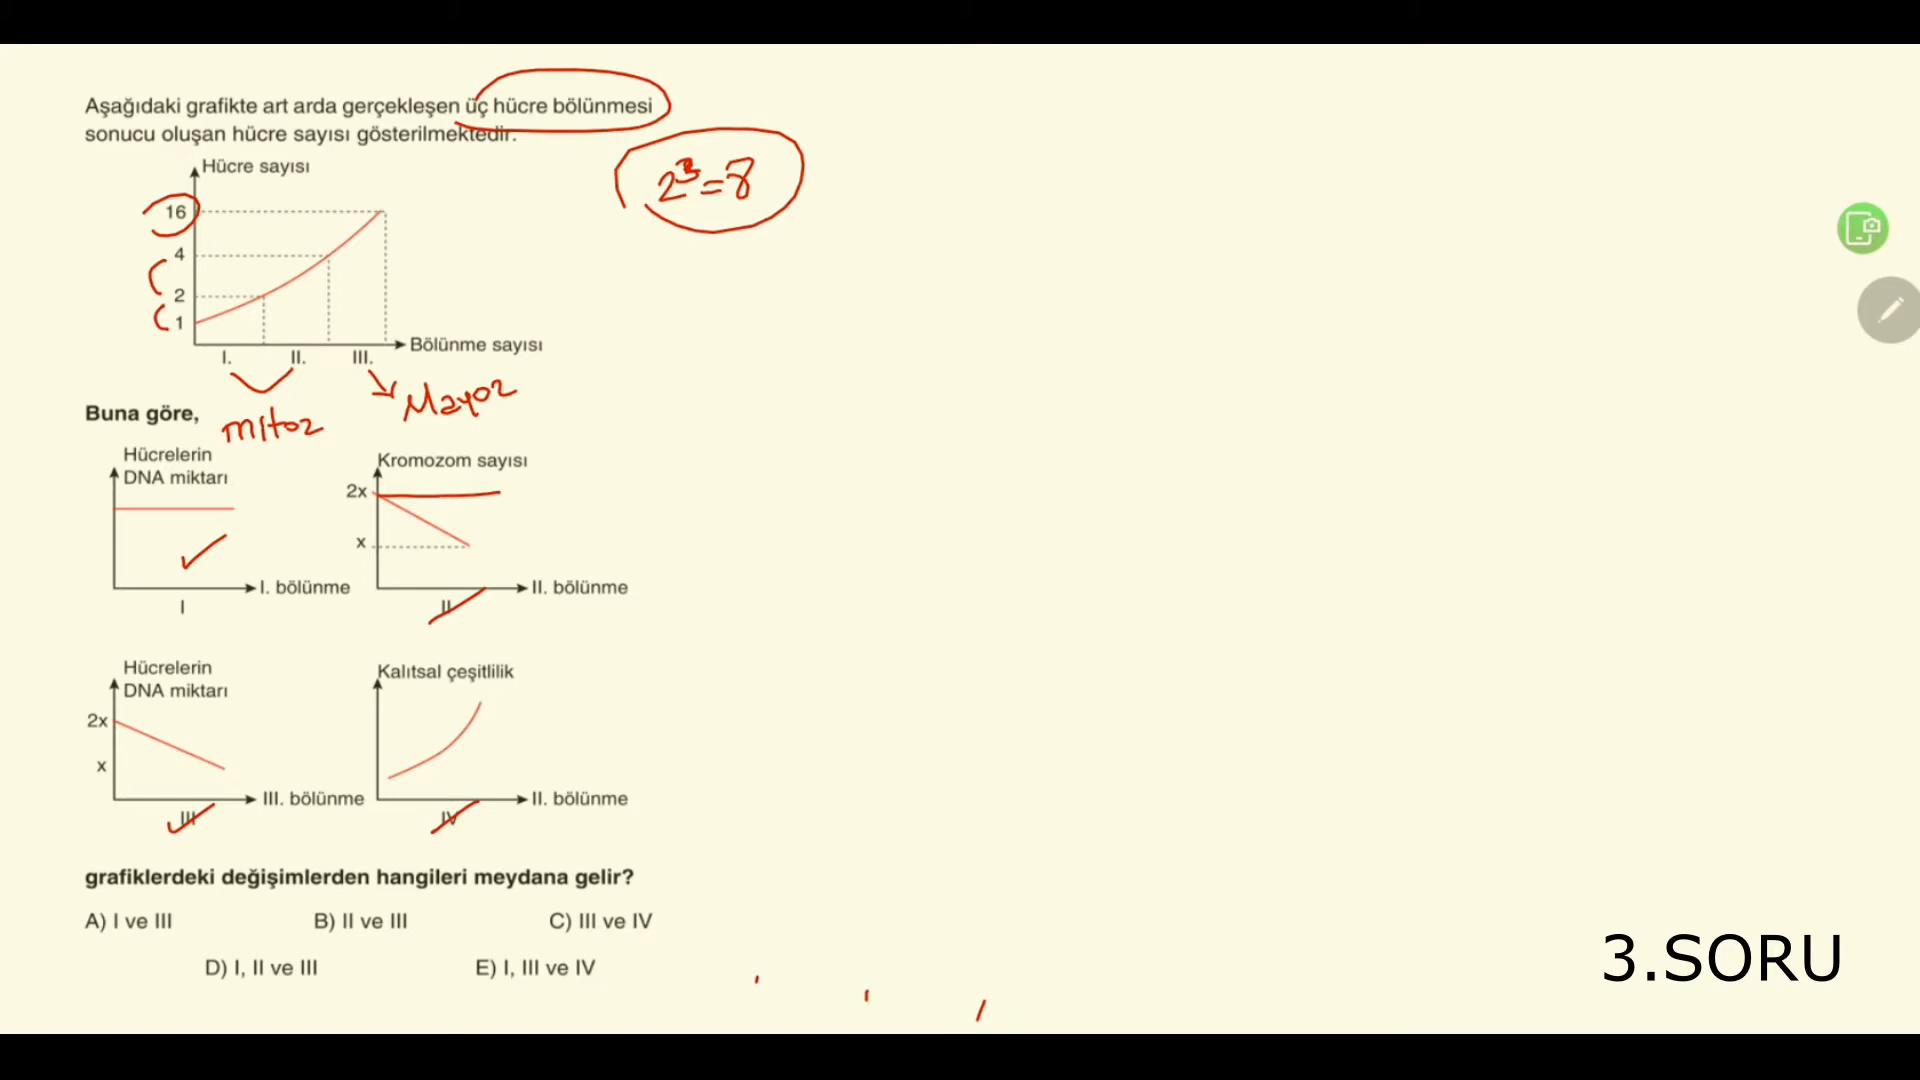 Aşağıdaki grafikte art arda gerçekleşen üç hücre bölünmesi
sonucu oluşan hücre sayısı gösterilmektedir.
2³=8
Hücre sayısı
16
4
2
1
I. II. III.
Bölünme sayısı
Mayoz
mitoz
Buna göre,
Hücrelerin
DNA miktarı
I. bölünme
I
Kromozom sayısı
2x
x
II. bölünme
II
Hücrelerin
DNA miktarı
2x
x
III. bölünme
III
Kalıtsal çeşitlilik
II. bölünme
IV
grafiklerdeki değişimlerden hangileri meydana gelir?
A) I ve III B) II ve III C) III ve IV
D) I, II ve III E) I, III ve IV
3.SORU